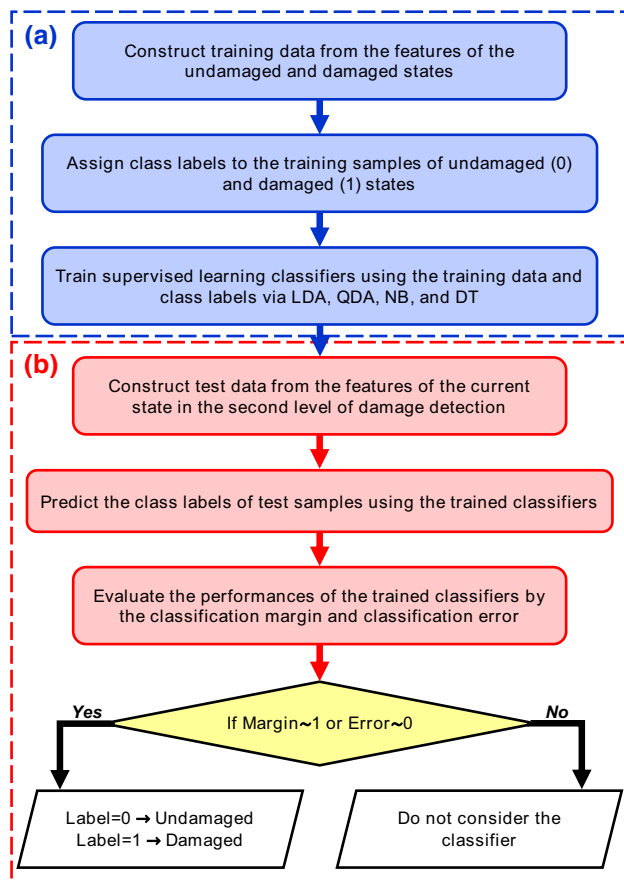 (a)
Construct training data from the features of the
undamaged and damaged states
Assign class labels to the training samples of undamaged (0)
and damaged (1) states
Train supervised learning classifiers using the training data and
class labels via LDA, QDA, NB, and DT
(b)
Construct test data from the features of the current
state in the second level of damage detection
Predict the class labels of test samples using the trained classifiers
Evaluate the performances of the trained classifiers by
the classification margin and classification error
Yes
If Margin~1 or Error~0
No
Label=0 → Undamaged
Label=1 → Damaged
Do not consider the
classifier